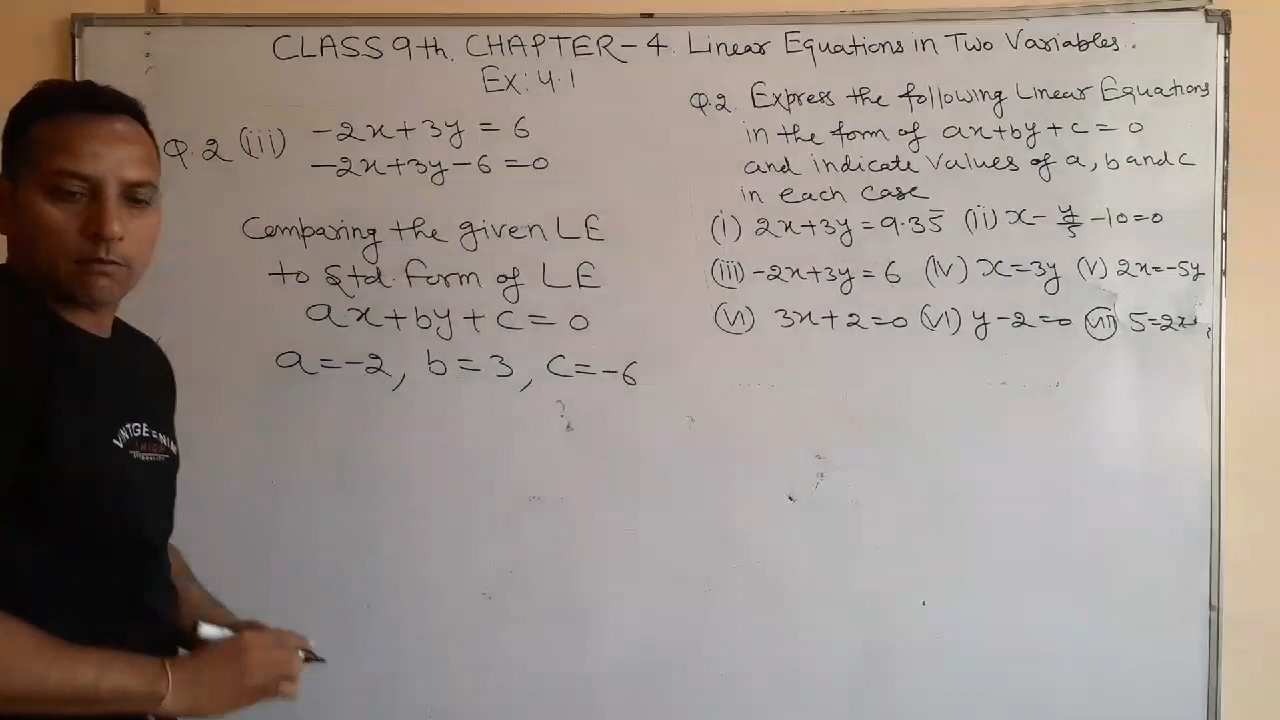 CLASS 9th. CHAPTER-4. Linear Equations in Two Variables.
Ex: 4.1
Q.2 (iii) -2x+3y = 6
-2x+3y-6=0
Comparing the given LE
to Std. form of LE
ax+by+c=0
a=-2, b=3, c=-6
Q.2. Express the following Linear Equations
in the form of ax+by+c=0
and indicate values of a, b and c
in each case
(i) 2x+3y=9.35̅ (ii) x-y/5-10=0
(iii) -2x+3y=6 (iv) x=3y (v) 2x=-5y
(vi) 3x+2=0 (vi) y-2=0 (vii) 5=2x